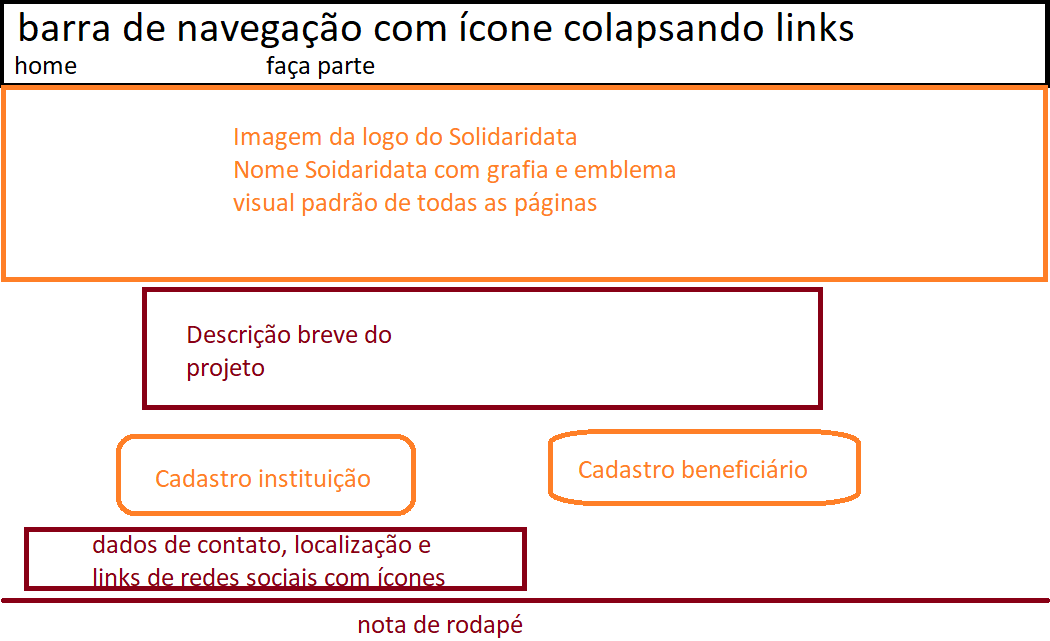 barra de navegação com ícone colapsando links
home faça parte
Imagem da logo do Solidaridata
Nome Soidaridata com grafia e emblema
visual padrão de todas as páginas
Descrição breve do
projeto
Cadastro instituição
Cadastro beneficiário
dados de contato, localização e
links de redes sociais com ícones
nota de rodapé